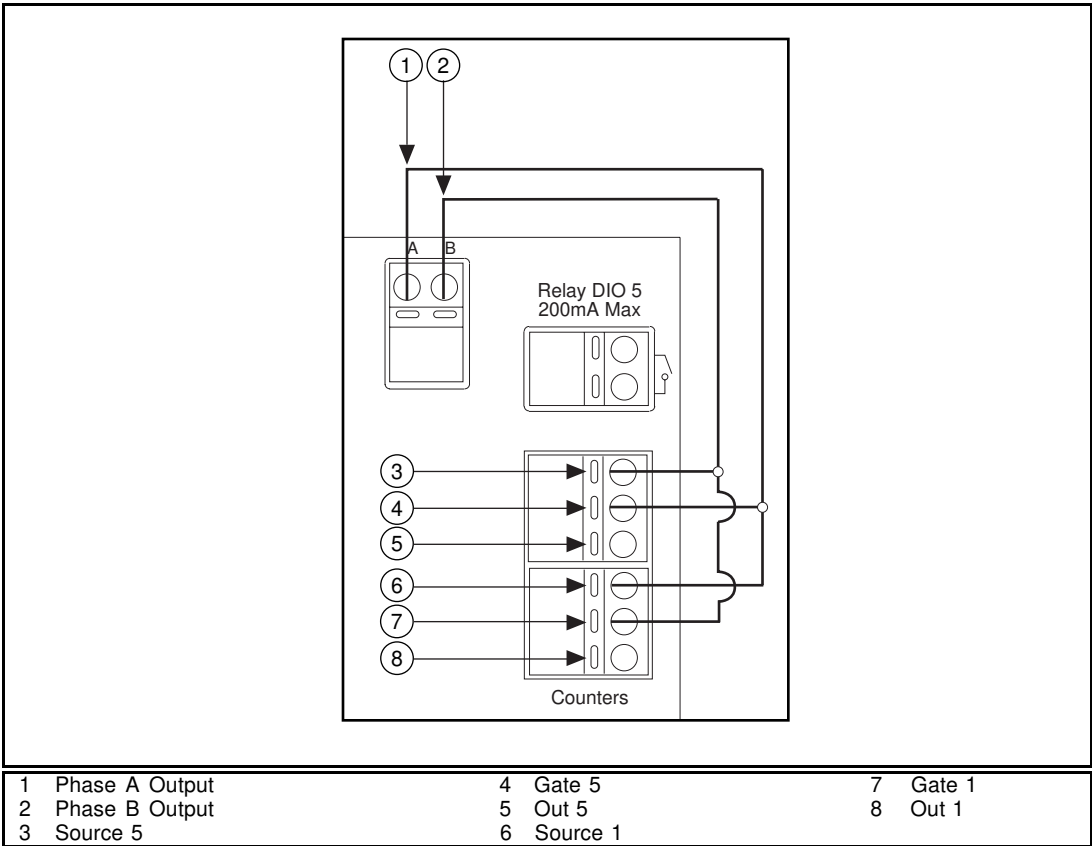 1 2
A B
Relay DIO 5
200mA Max
3
4
5
6
7
8
Counters
1 Phase A Output 4 Gate 5 7 Gate 1
2 Phase B Output 5 Out 5 8 Out 1
3 Source 5 6 Source 1